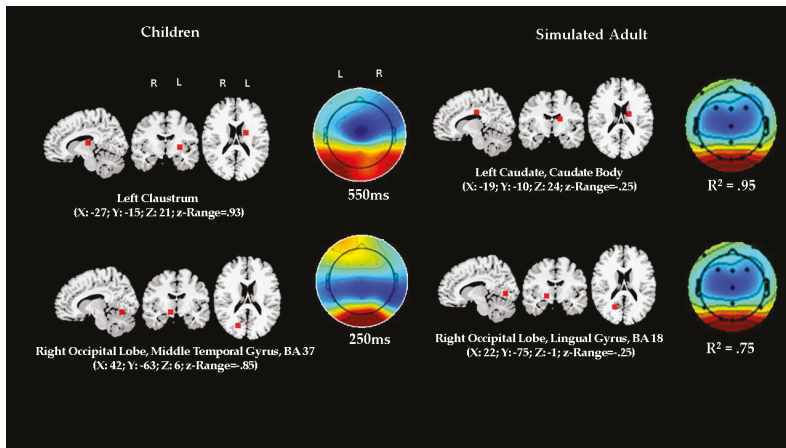 Children
Simulated Adult
R L R L
L R
Left Claustrum
(X: -27; Y: -15; Z: 21; z-Range=.93)
550ms
Left Caudate, Caudate Body
(X: -19; Y: -10; Z: 24; z-Range=-.25)
R² = .95
Right Occipital Lobe, Middle Temporal Gyrus, BA 37
(X: 42; Y: -63; Z: 6; z-Range=-.85)
250ms
Right Occipital Lobe, Lingual Gyrus, BA 18
(X: 22; Y: -75; Z: -1; z-Range=-.25)
R² = .75